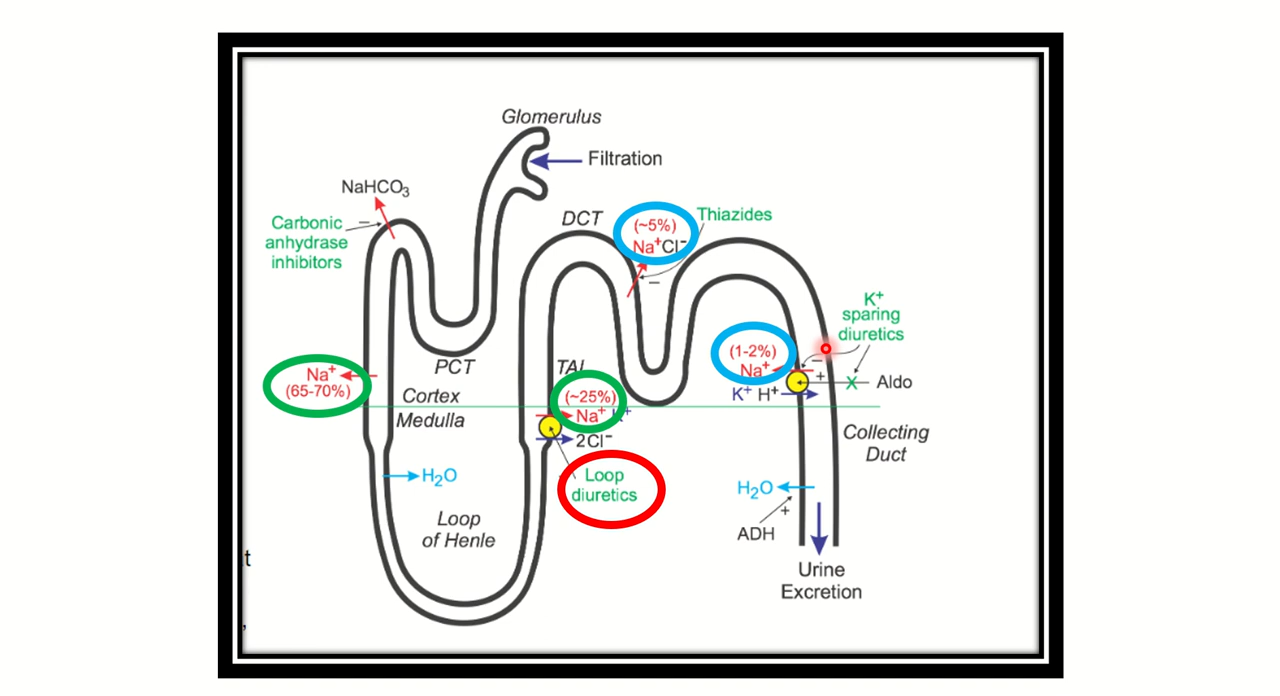 Glomerulus
Filtration
NaHCO₃
Carbonic
anhydrase
inhibitors
−
DCT
(~5%)
Na⁺Cl⁻
Thiazides
−
K⁺
sparing
diuretics
PCT
TAL
Na⁺
(65-70%)
Cortex
Medulla
(~25%)
Na⁺ K⁺
2Cl⁻
(1-2%)
Na⁺
−
+
K⁺ H⁺
X
Aldo
Collecting
Duct
H₂O
Loop
diuretics
Loop
of Henle
H₂O
+
ADH
Urine
Excretion
t
,